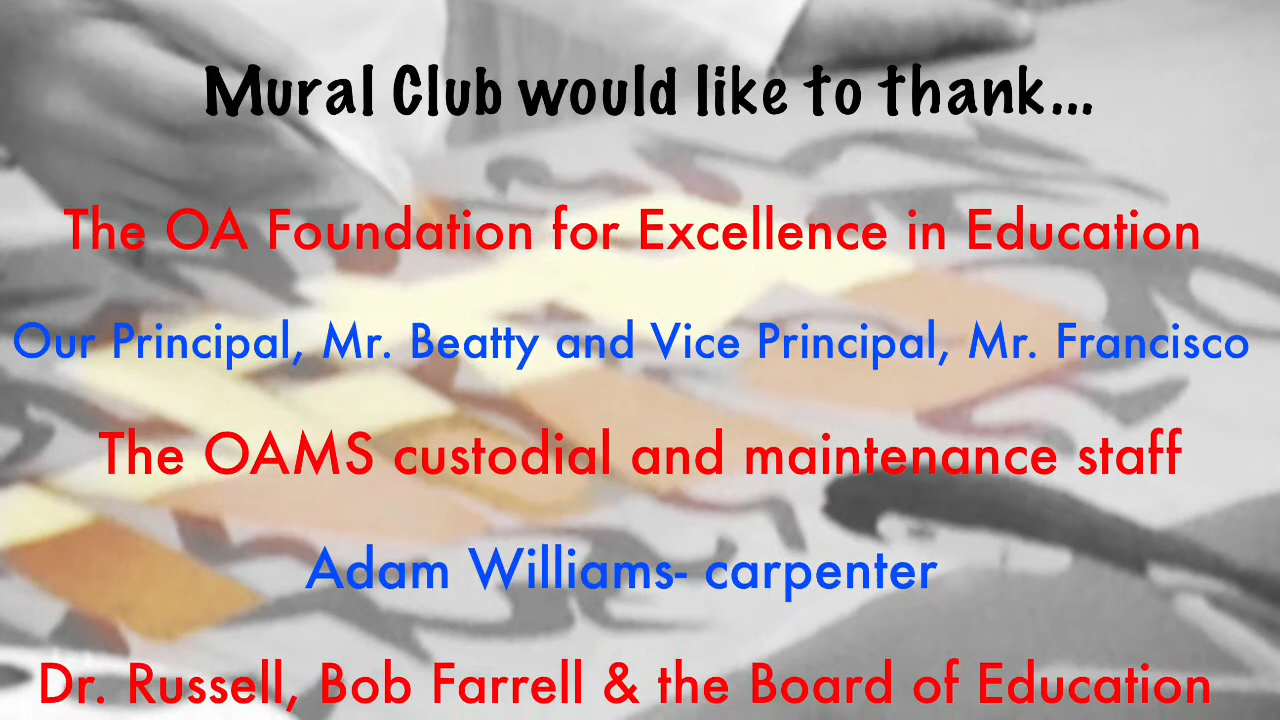 Mural Club would like to thank...
The OA Foundation for Excellence in Education
Our Principal, Mr. Beatty and Vice Principal, Mr. Francisco
The OAMS custodial and maintenance staff
Adam Williams- carpenter
Dr. Russell, Bob Farrell & the Board of Education